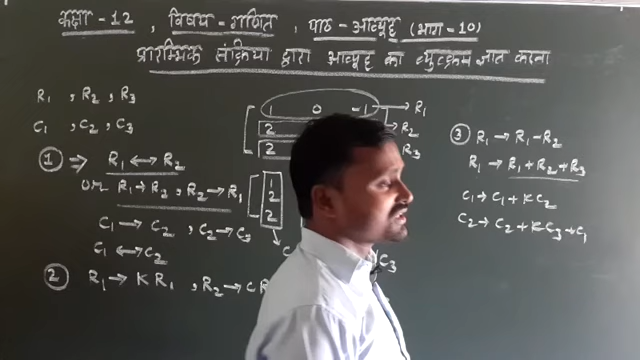 कक्षा-12, विषय-गणित, पाठ-आव्यूह (भाग-10)
प्रारम्भिक संक्रिया द्वारा आव्यूह का व्युत्क्रम ज्ञात करना
R₁, R₂, R₃
C₁, C₂, C₃
① ⇒ R₁ ↔ R₂
or R₁ → R₂, R₂ → R₁
C₁ → C₂, C₂ → C₃
C₁ ↔ C₂
② R₁ → K R₁, R₂ → C
1 0 -1 → R₁
2 → R₂
2 R₃
1
2
2
C₃
③ R₁ → R₁ - R₂
R₁ → R₁ + R₂ + R₃
C₁ → C₁ + KC₂
C₂ → C₂ + KC₃ + C₁